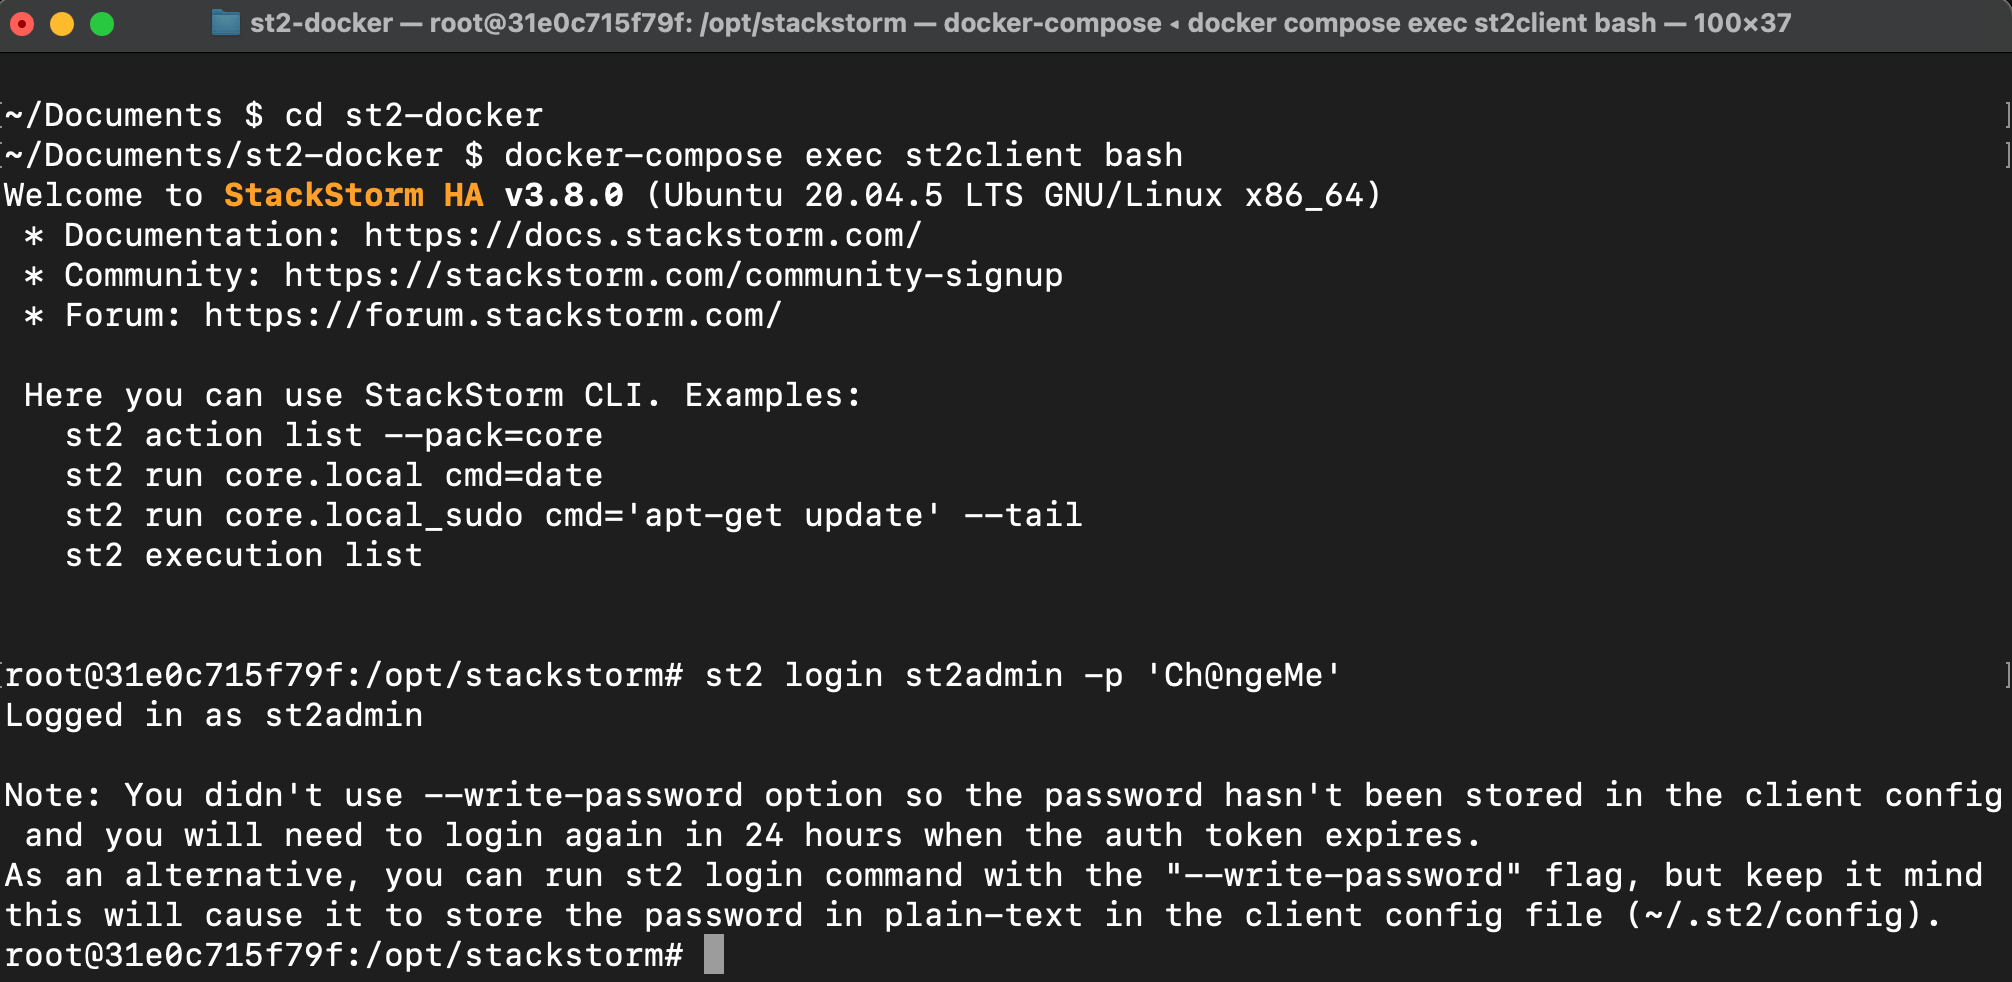 st2-docker — root@31e0c715f79f: /opt/stackstorm — docker-compose ◂ docker compose exec st2client bash — 100×37
[~/Documents $ cd st2-docker ]
[~/Documents/st2-docker $ docker-compose exec st2client bash ]
Welcome to StackStorm HA v3.8.0 (Ubuntu 20.04.5 LTS GNU/Linux x86_64)
* Documentation: https://docs.stackstorm.com/
* Community: https://stackstorm.com/community-signup
* Forum: https://forum.stackstorm.com/
Here you can use StackStorm CLI. Examples:
st2 action list --pack=core
st2 run core.local cmd=date
st2 run core.local_sudo cmd='apt-get update' --tail
st2 execution list
[root@31e0c715f79f:/opt/stackstorm# st2 login st2admin -p 'Ch@ngeMe' ]
Logged in as st2admin
Note: You didn't use --write-password option so the password hasn't been stored in the client config
and you will need to login again in 24 hours when the auth token expires.
As an alternative, you can run st2 login command with the "--write-password" flag, but keep it mind
this will cause it to store the password in plain-text in the client config file (~/.st2/config).
root@31e0c715f79f:/opt/stackstorm#